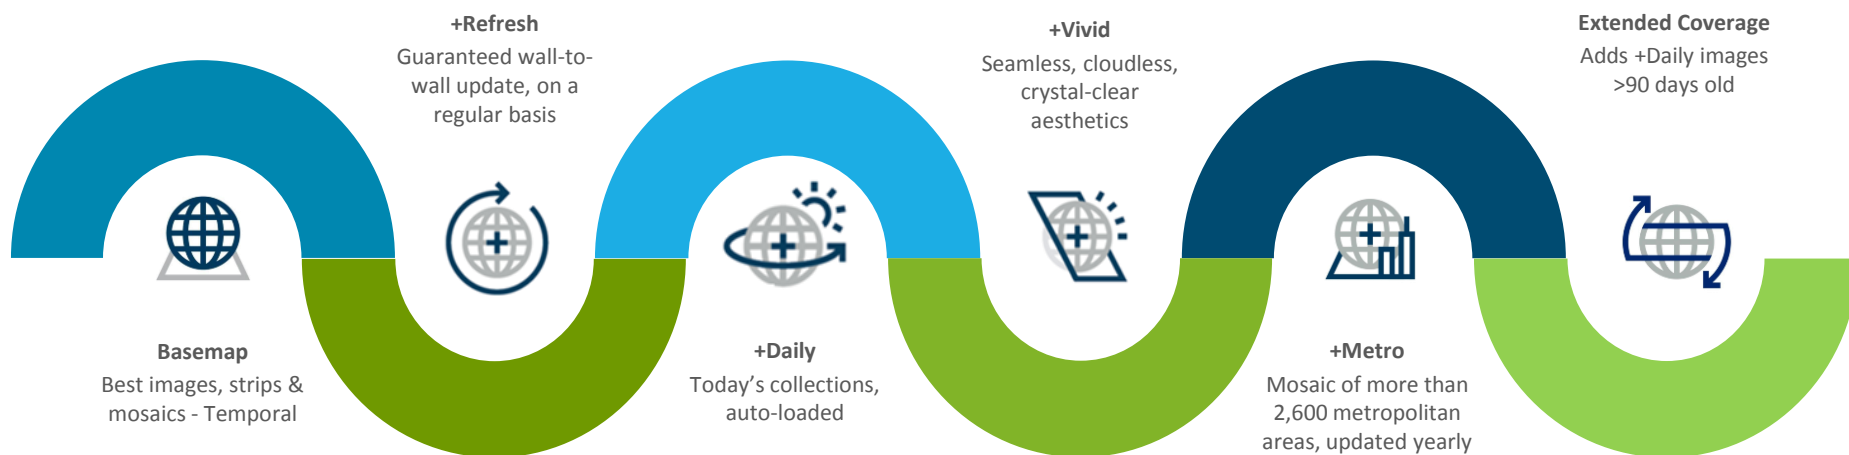 +Refresh
Guaranteed wall-to-
wall update, on a
regular basis
+Vivid
Seamless, cloudless,
crystal-clear
aesthetics
Extended Coverage
Adds +Daily images
>90 days old
Basemap
Best images, strips &
mosaics - Temporal
+Daily
Today’s collections,
auto-loaded
+Metro
Mosaic of more than
2,600 metropolitan
areas, updated yearly